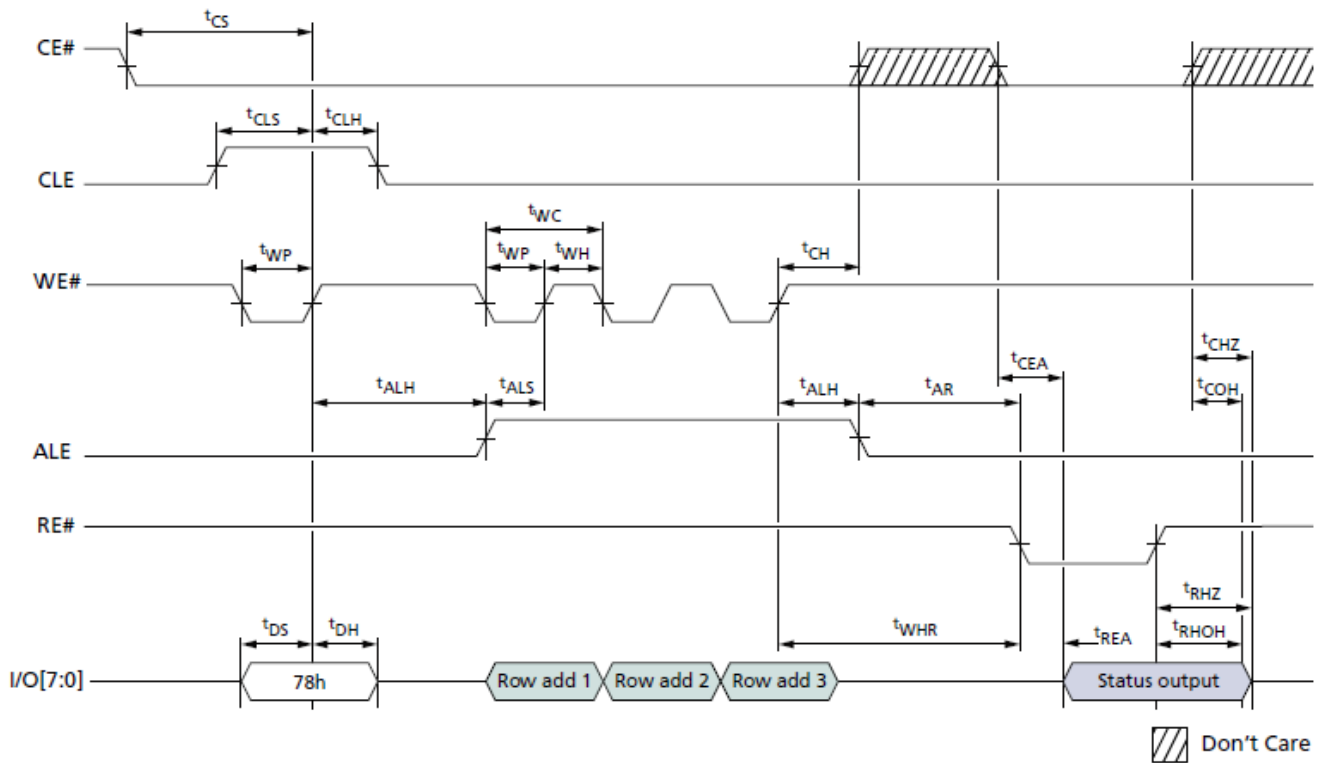 tCS
CE#
tCLS tCLH
CLE
tWC
tWP tWP tWH tCH
WE#
tCHZ
tCEA
tALH tALS tALH tAR tCOH
ALE
RE#
tRHZ
tDS tDH tWHR tREA tRHOH
I/O[7:0] 78h Row add 1 Row add 2 Row add 3 Status output
Don't Care